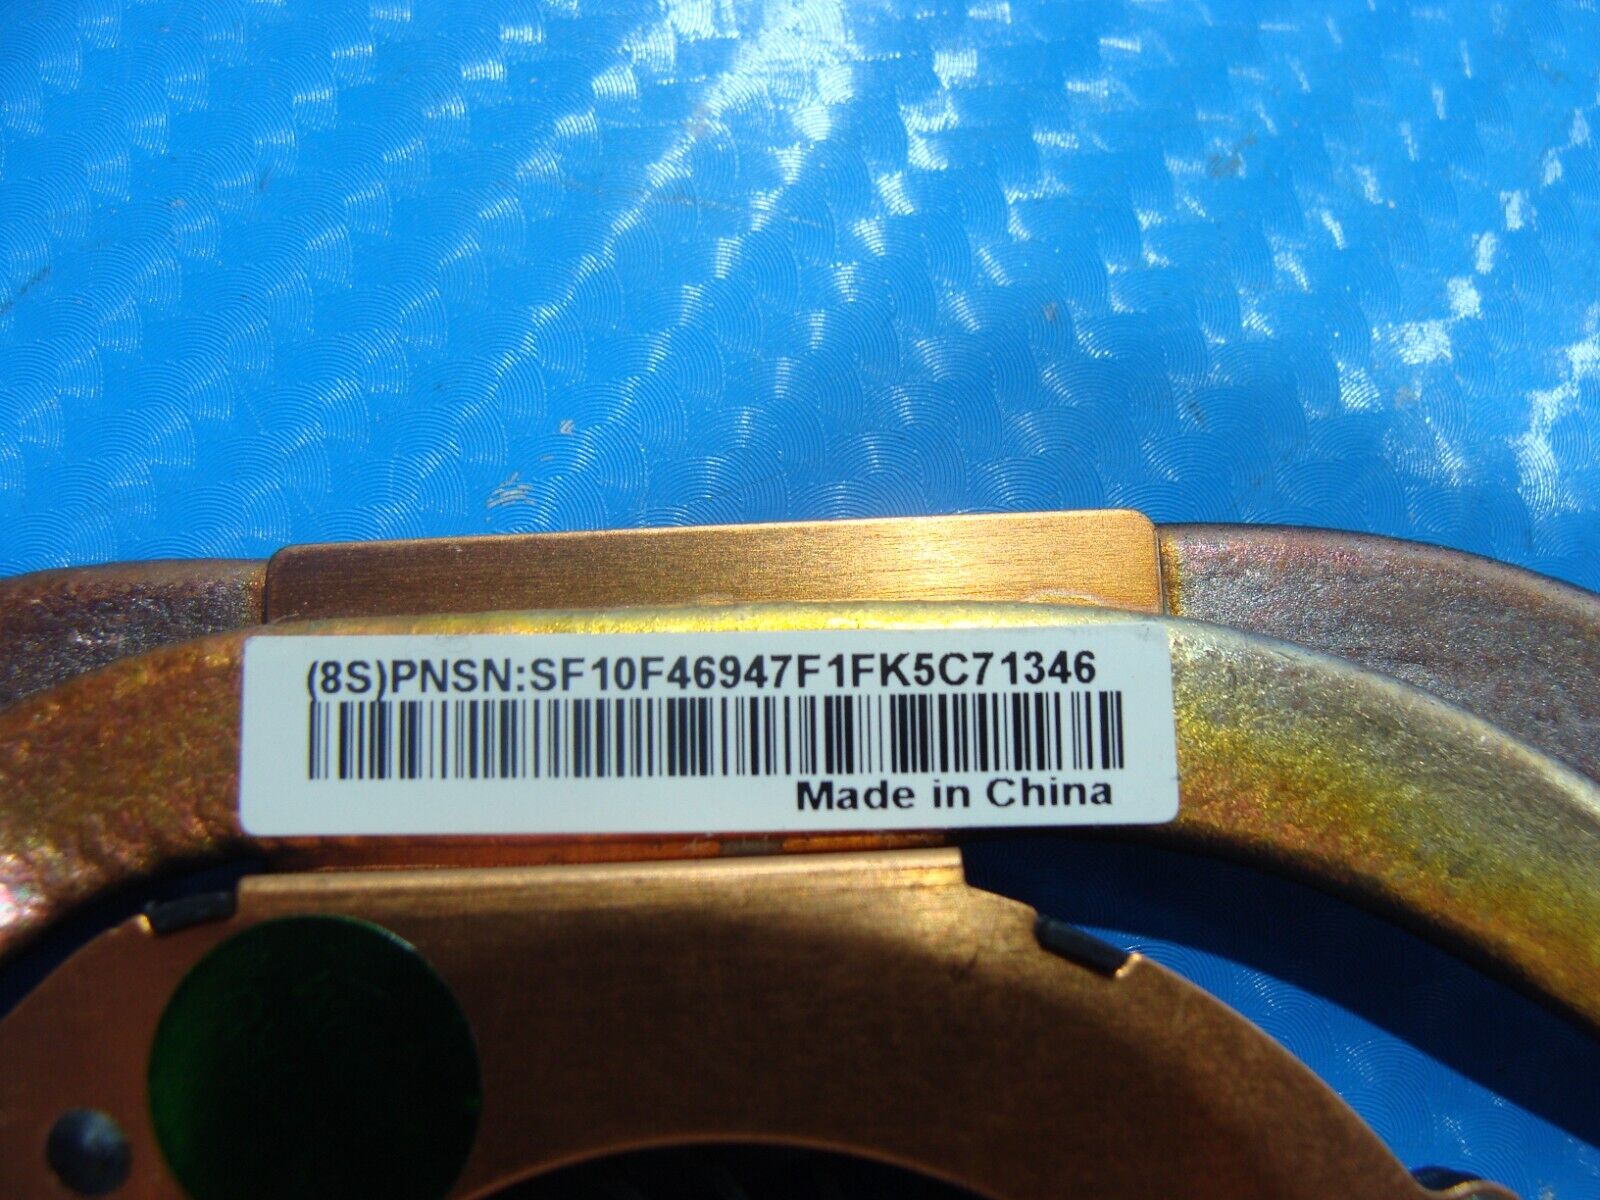 (8S)PNSN:SF10F46947F1FK5C71346
Made in China